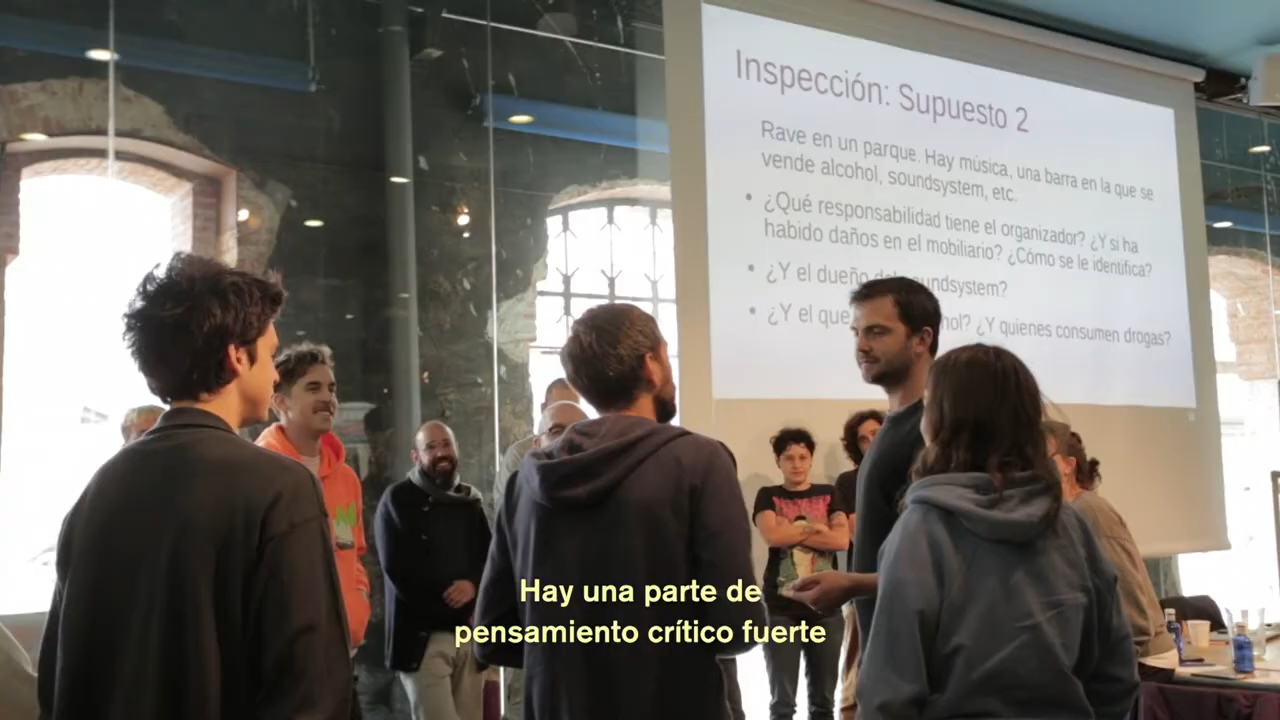 Inspección: Supuesto 2
Rave en un parque. Hay música, una barra en la que se
vende alcohol, soundsystem, etc.
• ¿Qué responsabilidad tiene el organizador? ¿Y si ha
habido daños en el mobiliario? ¿Cómo se le identifica?
• ¿Y el dueño del soundsystem?
• ¿Y el que ¿Y quienes consumen drogas?
Hay una parte de
pensamiento crítico fuerte